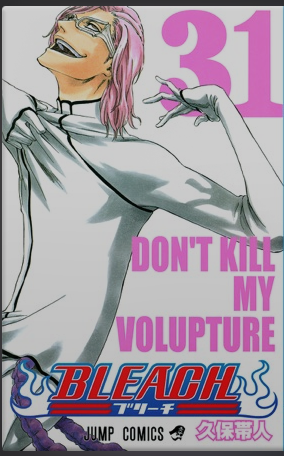 31
DON'T KILL
MY
VOLUPTURE
BLEACH
ブリーチ
JUMP COMICS
久保帯人